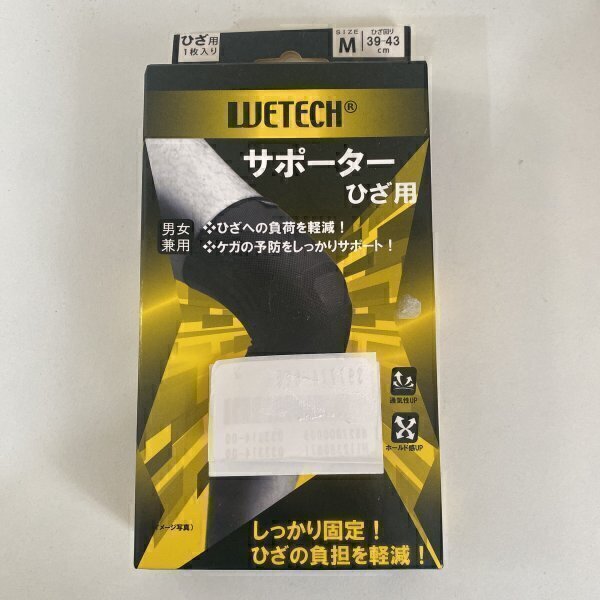 ひざ用
1枚入り
SIZE
M
ひざ回り
39-43
cm
WETECH®
サポーター
ひざ用
男女
兼用
❖ひざへの負荷を軽減！
❖ケガの予防をしっかりサポート！
通気性UP
ホールド感UP
イメージ写真)
しっかり固定！
ひざの負担を軽減！